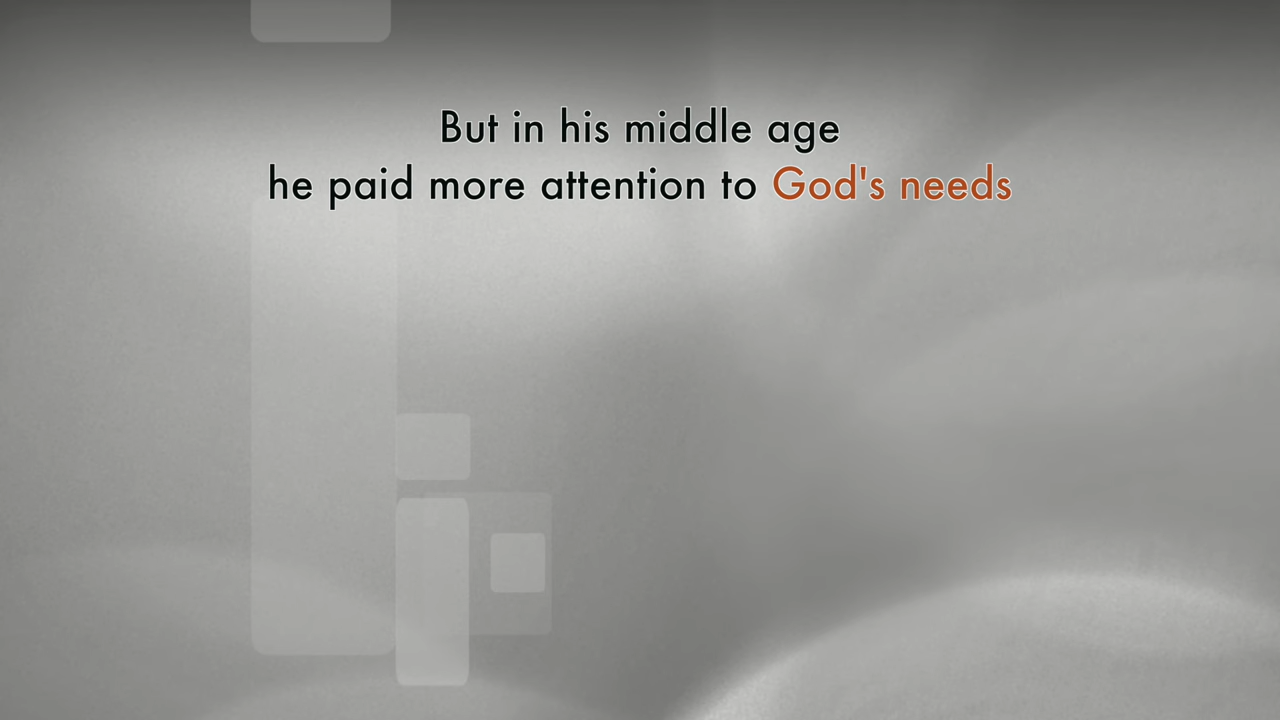 But in his middle age
he paid more attention to God's needs